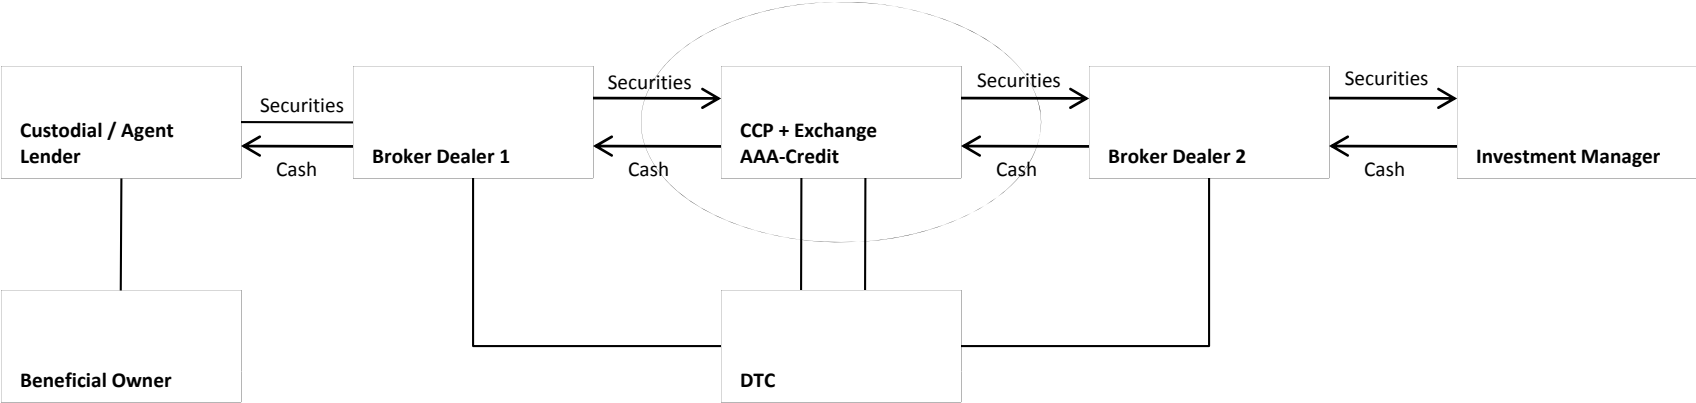 Securities
Securities
Securities
Securities
Custodial / Agent
Lender
Broker Dealer 1
CCP + Exchange
AAA-Credit
Broker Dealer 2
Investment Manager
Cash
Cash
Cash
Cash
Beneficial Owner
DTC